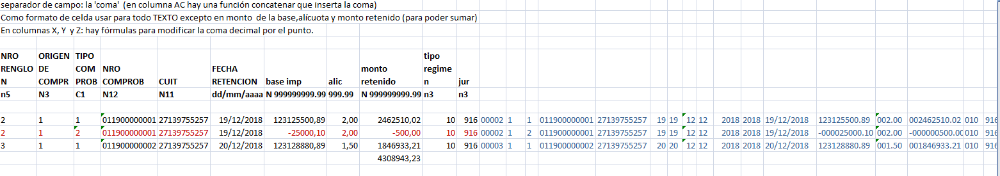 separador de campo: la 'coma'  (en columna AC hay una función concatenar que inserta la coma)
Como formato de celda usar para todo TEXTO excepto en monto  de la base,alícuota y monto retenido (para poder sumar)
En columnas X, Y  y Z: hay fórmulas para modificar la coma decimal por el punto.
NRO ORIGEN TIPO tipo
RENGLO DE COM NRO FECHA monto regime
N COMPR PROB COMPROB CUIT RETENCION base imp alic retenido n jur
n5 N3 C1 N12 N11 dd/mm/aaaa N 999999999.99 999.99 N 999999999.99 n3 n3
2 1 1 011900000001 27139755257 19/12/2018 123125500,89 2,00 2462510,02 10 916 00002 1 1 011900000001 27139755257 19 19 12 12 2018 2018 19/12/2018 123125500.89 002.00 002462510.02 010 916
2 1 2 011900000001 27139755257 19/12/2018 -25000,10 2,00 -500,00 10 916 00002 1 2 011900000001 27139755257 19 19 12 12 2018 2018 19/12/2018 -000025000.10 002.00 -000000500.00 010 916
3 1 1 011900000002 27139755257 20/12/2018 123128880,89 1,50 1846933,21 10 916 00003 1 1 011900000002 27139755257 20 20 12 12 2018 2018 20/12/2018 123128880.89 001.50 001846933.21 010 916
4308943,23